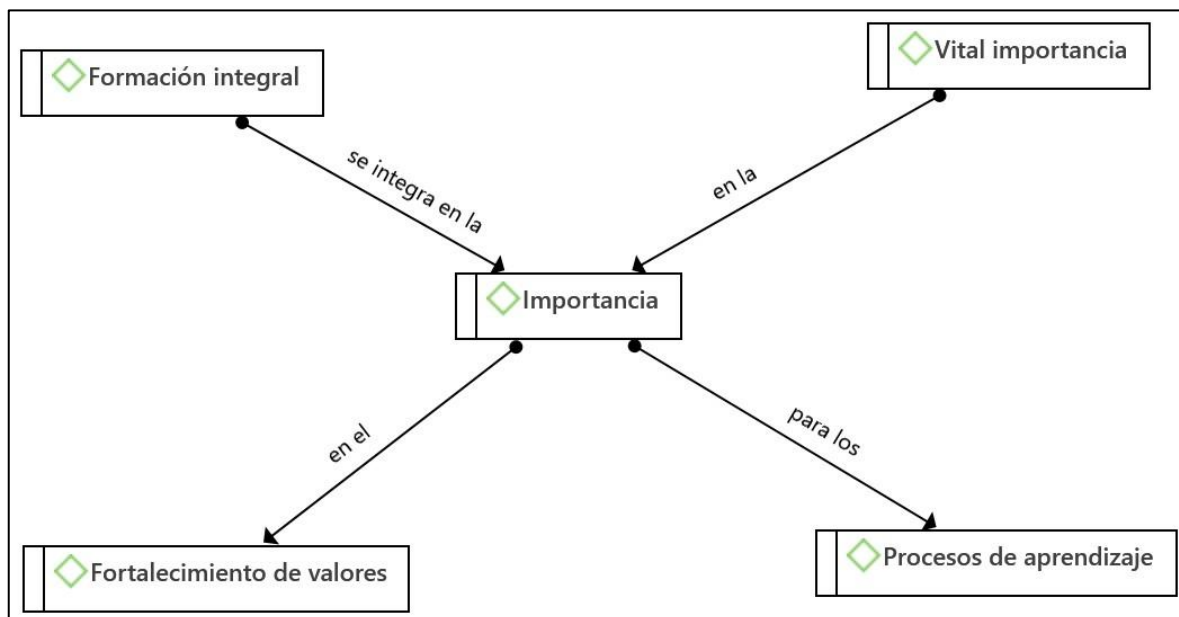 Formación integral
Vital importancia
se integra en la
en la
Importancia
en el
para los
Fortalecimiento de valores
Procesos de aprendizaje